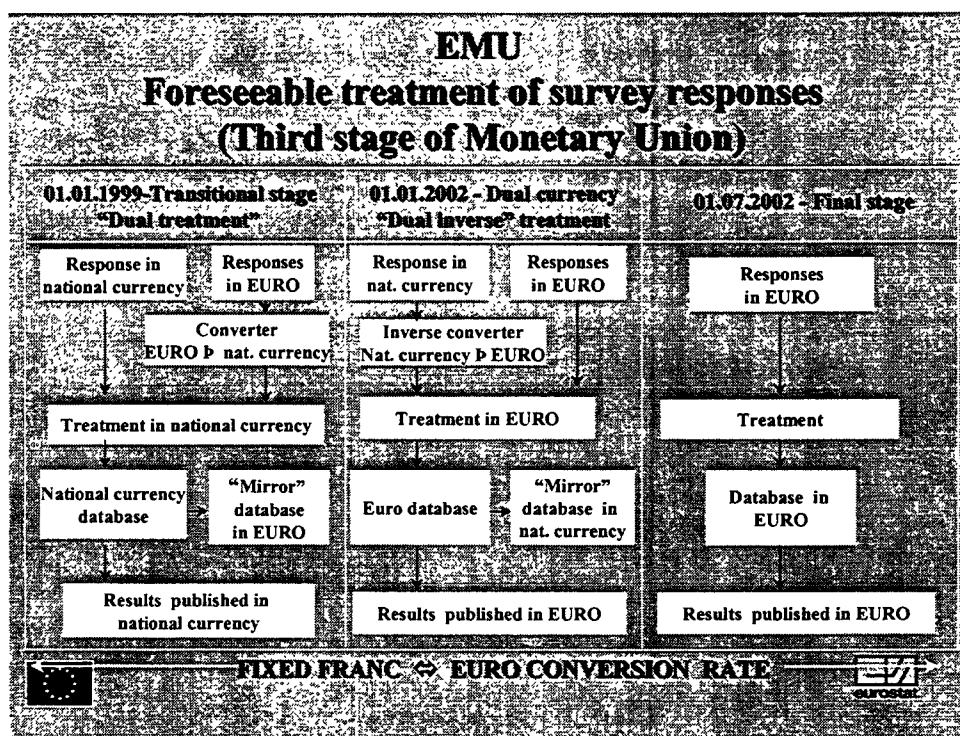 EMU
Foreseeable treatment of survey responses
(Third stage of Monetary Union)
01.01.1999-Transitional stage
“Dual treatment”
Response in
national currency
Responses
in EURO
Converter
EURO Þ nat. currency
Treatment in national currency
National currency
database
“Mirror”
database
in EURO
Results published in
national currency
01.01.2002 - Dual currency
“Dual inverse” treatment
Response in
nat. currency
Responses
in EURO
Inverse converter
Nat. currency Þ EURO
Treatment in EURO
Euro database
“Mirror”
database in
nat. currency
Results published in EURO
01.07.2002 - Final stage
Responses
in EURO
Treatment
Database in
EURO
Results published in EURO
FIXED FRANC ⇔ EURO CONVERSION RATE
eurostat